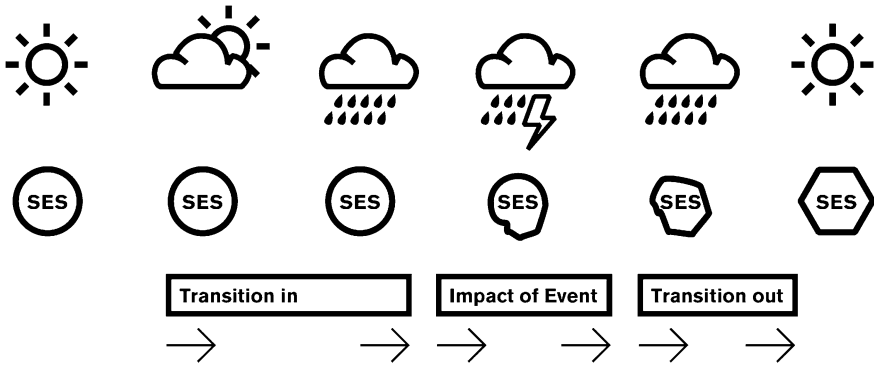 SES SES SES SES SES SES
Transition in Impact of Event Transition out